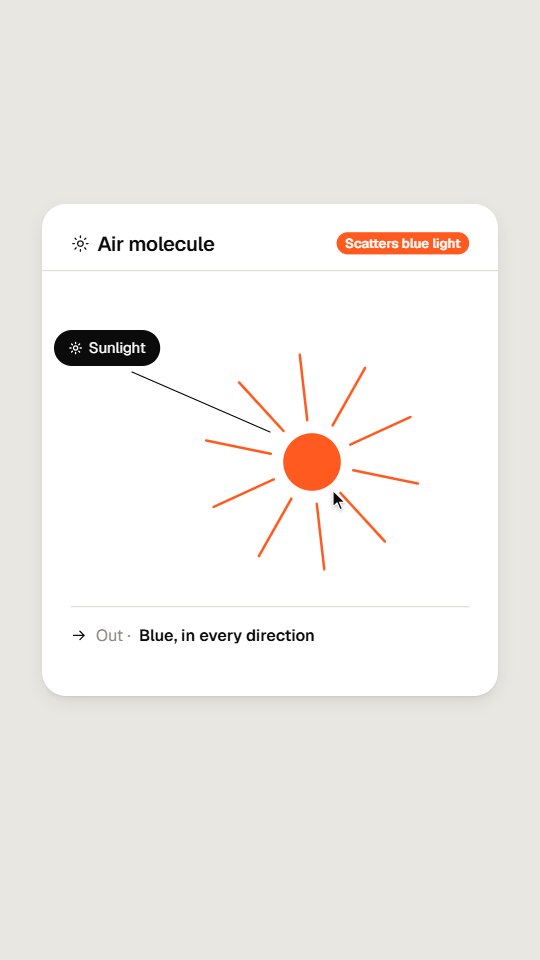 Air molecule
Scatters blue light
Sunlight
→ Out · Blue, in every direction